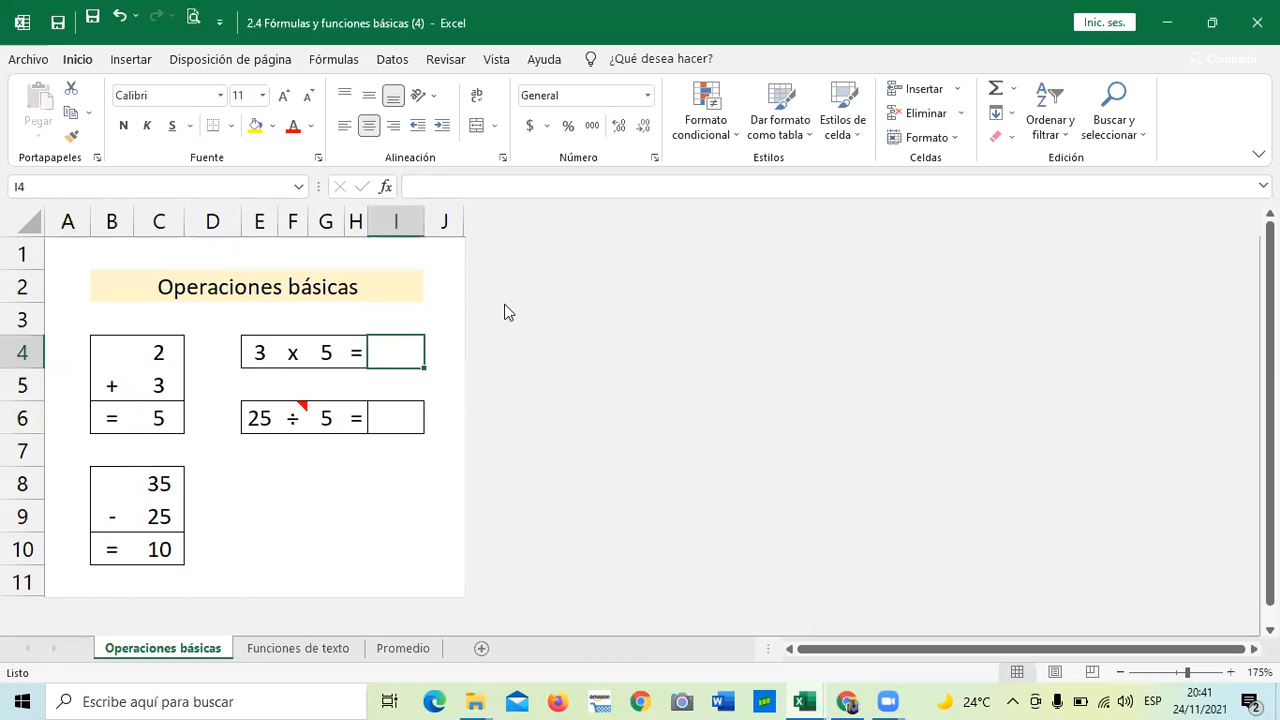 2.4 Fórmulas y funciones básicas (4) - Excel
Inic. ses.
Archivo Inicio Insertar Disposición de página Fórmulas Datos Revisar Vista Ayuda ¿Qué desea hacer? Compartir
Pegar
Portapapeles
Calibri 11
N K S
Fuente
ab
Alineación
General
$ % 000
Número
Formato condicional
Dar formato como tabla
Estilos de celda
Estilos
Insertar
Eliminar
Formato
Celdas
Ordenar y filtrar
Buscar y seleccionar
Edición
I4
fx
A B C D E F G H I J
1
2 Operaciones básicas
3
4 2 3 x 5 =
5 + 3
6 = 5 25 ÷ 5 =
7
8 35
9 - 25
10 = 10
11
Operaciones básicas Funciones de texto Promedio
Listo 175%
Escribe aquí para buscar
24°C
ESP
20:41
24/11/2021
2